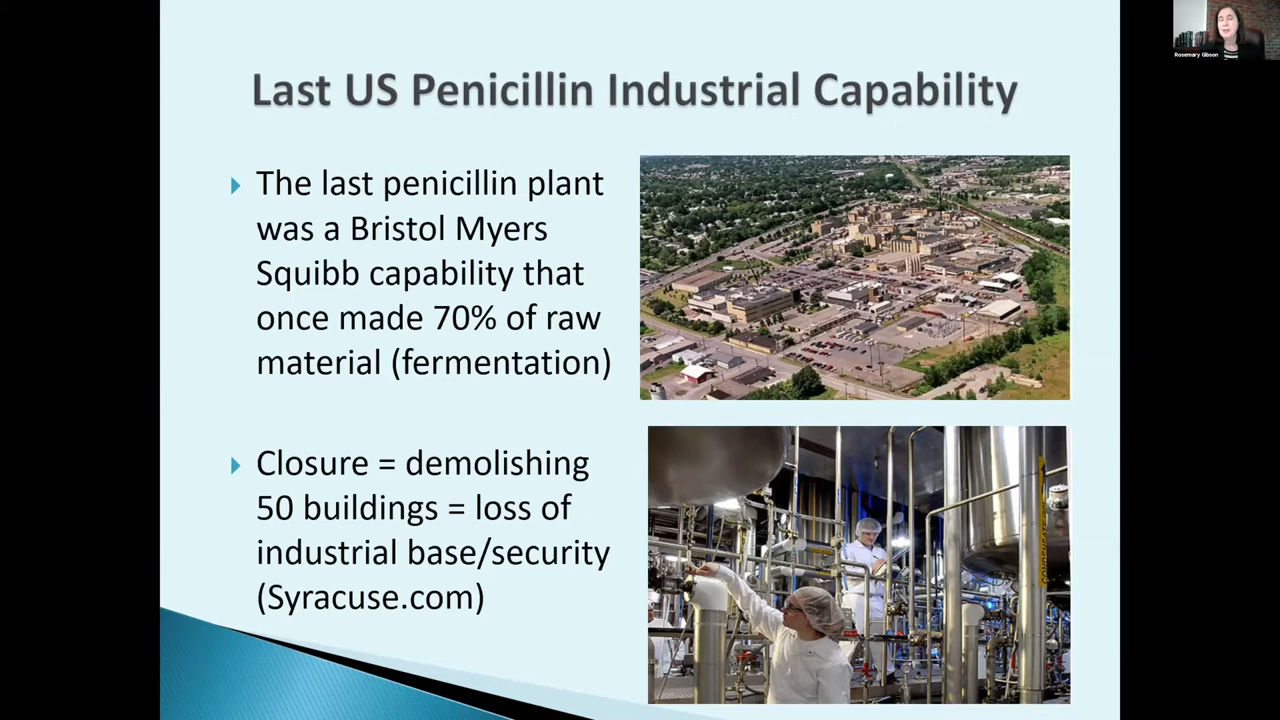 Rosemary Gibson
Last US Penicillin Industrial Capability
The last penicillin plant
was a Bristol Myers
Squibb capability that
once made 70% of raw
material (fermentation)
Closure = demolishing
50 buildings = loss of
industrial base/security
(Syracuse.com)